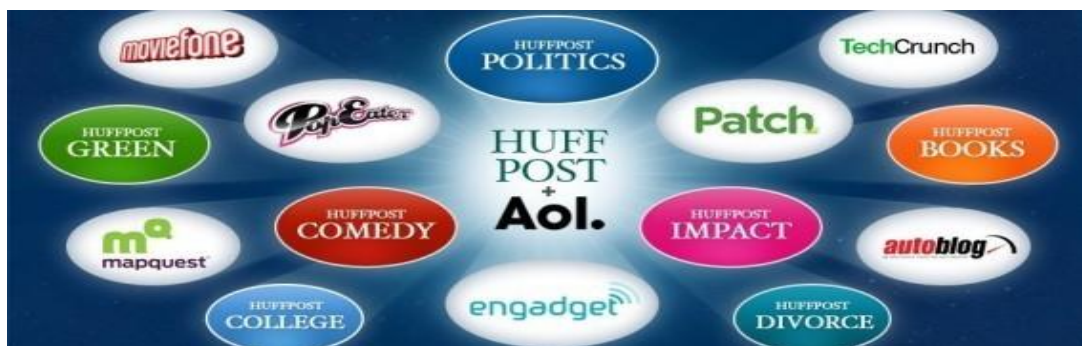 moviefone
HUFFPOST
POLITICS
TechCrunch
PopEater
Patch
HUFFPOST
GREEN
HUFF
POST
+
Aol.
HUFFPOST
BOOKS
HUFFPOST
COMEDY
HUFFPOST
IMPACT
mQ
mapquest
autoblog
HUFFPOST
COLLEGE
engadget
HUFFPOST
DIVORCE